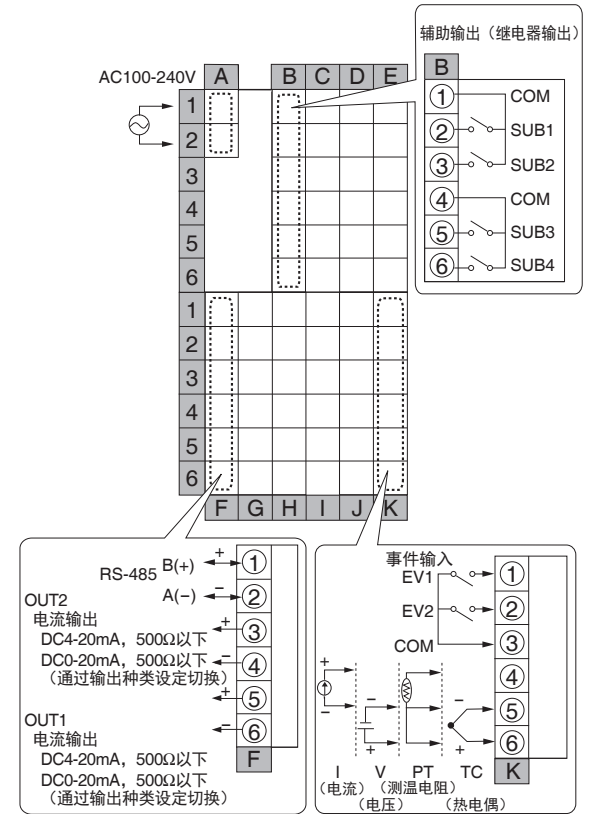 辅助输出（继电器输出）
B
① COM
② SUB1
③ SUB2
④ COM
⑤ SUB3
⑥ SUB4
AC100-240V A B C D E
1
2
3
4
5
6
1
2
3
4
5
6
F G H I J K
RS-485 B(+) + ①
A(−) − ②
OUT2
电流输出 + ③
DC4-20mA，500Ω以下
DC0-20mA，500Ω以下 − ④
（通过输出种类设定切换）
+ ⑤
OUT1 − ⑥
电流输出
F
DC4-20mA，500Ω以下
DC0-20mA，500Ω以下
（通过输出种类设定切换）
事件输入
EV1 ①
EV2 ②
COM ③
④
+ − − ⑤
− + + ⑥
I V PT TC K
（电流） （测温电阻）
（电压） （热电偶）